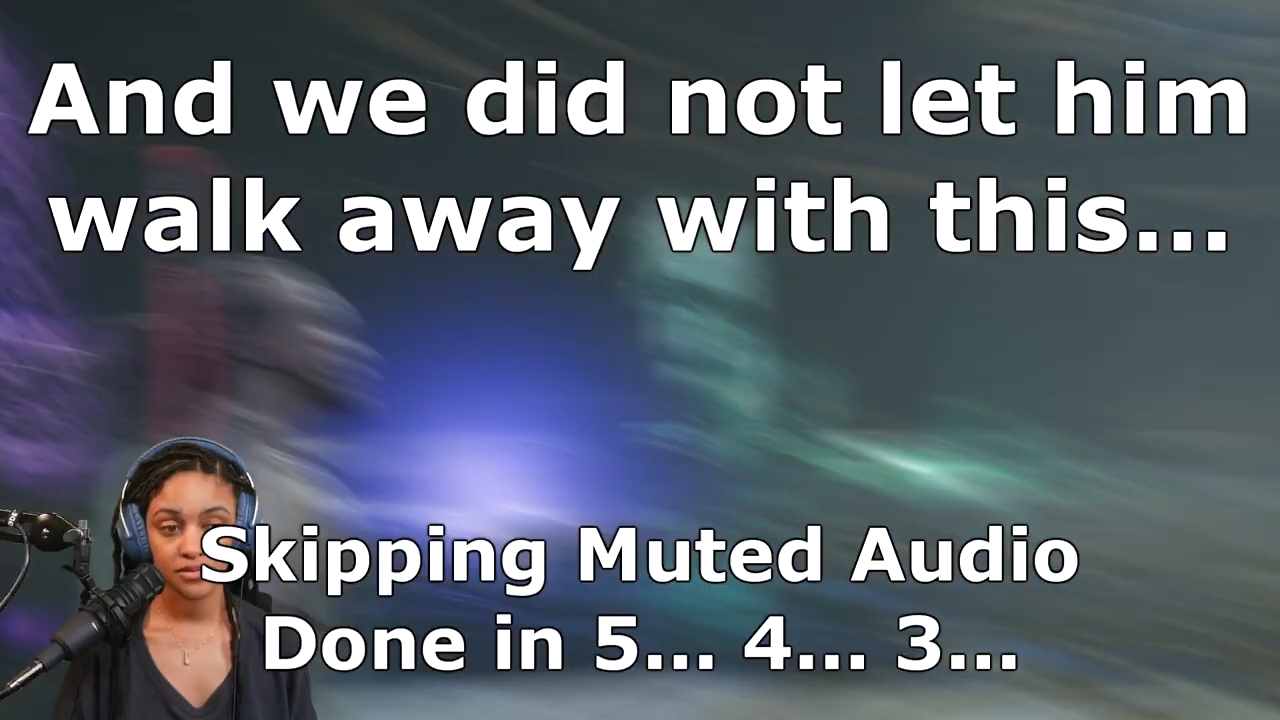 And we did not let him
walk away with this...
Skipping Muted Audio
Done in 5... 4... 3...